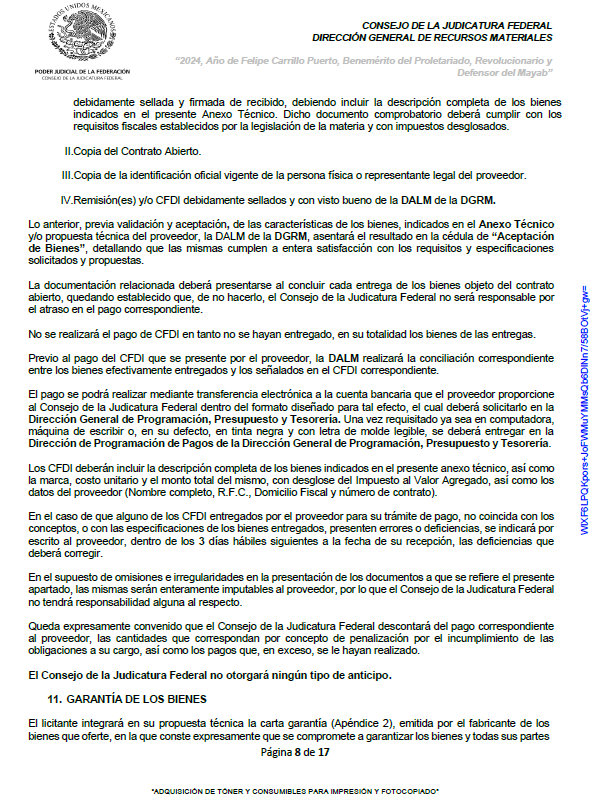 ESTADOS UNIDOS MEXICANOS
PODER JUDICIAL DE LA FEDERACIÓN
CONSEJO DE LA JUDICATURA FEDERAL
CONSEJO DE LA JUDICATURA FEDERAL
DIRECCIÓN GENERAL DE RECURSOS MATERIALES
“2024, Año de Felipe Carrillo Puerto, Benemérito del Proletariado, Revolucionario y
Defensor del Mayab”
debidamente sellada y firmada de recibido, debiendo incluir la descripción completa de los bienes
indicados en el presente Anexo Técnico. Dicho documento comprobatorio deberá cumplir con los
requisitos fiscales establecidos por la legislación de la materia y con impuestos desglosados.
II.Copia del Contrato Abierto.
III.Copia de la identificación oficial vigente de la persona física o representante legal del proveedor.
IV.Remisión(es) y/o CFDI debidamente sellados y con visto bueno de la DALM de la DGRM.
Lo anterior, previa validación y aceptación, de las características de los bienes, indicados en el Anexo Técnico
y/o propuesta técnica del proveedor, la DALM de la DGRM, asentará el resultado en la cédula de “Aceptación
de Bienes”, detallando que las mismas cumplen a entera satisfacción con los requisitos y especificaciones
solicitados y propuestas.
La documentación relacionada deberá presentarse al concluir cada entrega de los bienes objeto del contrato
abierto, quedando establecido que, de no hacerlo, el Consejo de la Judicatura Federal no será responsable por
el atraso en el pago correspondiente.
No se realizará el pago de CFDI en tanto no se hayan entregado, en su totalidad los bienes de las entregas.
Previo al pago del CFDI que se presente por el proveedor, la DALM realizará la conciliación correspondiente
entre los bienes efectivamente entregados y los señalados en el CFDI correspondiente.
El pago se podrá realizar mediante transferencia electrónica a la cuenta bancaria que el proveedor proporcione
al Consejo de la Judicatura Federal dentro del formato diseñado para tal efecto, el cual deberá solicitarlo en la
Dirección General de Programación, Presupuesto y Tesorería. Una vez requisitado ya sea en computadora,
máquina de escribir o, en su defecto, en tinta negra y con letra de molde legible, se deberá entregar en la
Dirección de Programación de Pagos de la Dirección General de Programación, Presupuesto y Tesorería.
Los CFDI deberán incluir la descripción completa de los bienes indicados en el presente anexo técnico, así como
la marca, costo unitario y el monto total del mismo, con desglose del Impuesto al Valor Agregado, así como los
datos del proveedor (Nombre completo, R.F.C., Domicilio Fiscal y número de contrato).
En el caso de que alguno de los CFDI entregados por el proveedor para su trámite de pago, no coincida con los
conceptos, o con las especificaciones de los bienes entregados, presenten errores o deficiencias, se indicará por
escrito al proveedor, dentro de los 3 días hábiles siguientes a la fecha de su recepción, las deficiencias que
deberá corregir.
En el supuesto de omisiones e irregularidades en la presentación de los documentos a que se refiere el presente
apartado, las mismas serán enteramente imputables al proveedor, por lo que el Consejo de la Judicatura Federal
no tendrá responsabilidad alguna al respecto.
Queda expresamente convenido que el Consejo de la Judicatura Federal descontará del pago correspondiente
al proveedor, las cantidades que correspondan por concepto de penalización por el incumplimiento de las
obligaciones a su cargo, así como los pagos que, en exceso, se le hayan realizado.
El Consejo de la Judicatura Federal no otorgará ningún tipo de anticipo.
11. GARANTÍA DE LOS BIENES
El licitante integrará en su propuesta técnica la carta garantía (Apéndice 2), emitida por el fabricante de los
bienes que oferte, en la que conste expresamente que se compromete a garantizar los bienes y todas sus partes
Página 8 de 17
"ADQUISICIÓN DE TÓNER Y CONSUMIBLES PARA IMPRESIÓN Y FOTOCOPIADO"